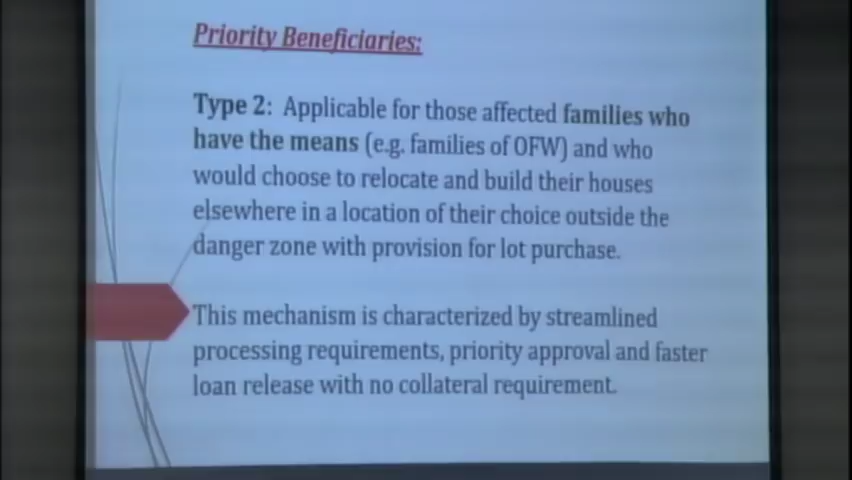 Priority Beneficiaries:
Type 2: Applicable for those affected families who
have the means (e.g. families of OFW) and who
would choose to relocate and build their houses
elsewhere in a location of their choice outside the
danger zone with provision for lot purchase.
This mechanism is characterized by streamlined
processing requirements, priority approval and faster
loan release with no collateral requirement.